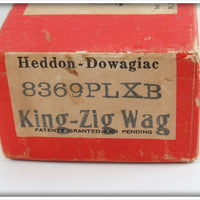 Heddon-Dowagiac
8369PLXB
King-Zig Wag
PATENTS GRANTED AND PENDING